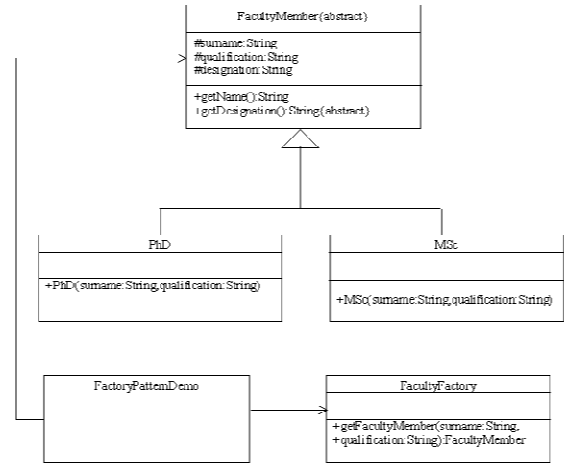 FacultyMember{abstract}
#surname:String
#qualification:String
#designation:String
+getName():String
+getDesignation():String{abstract}
PhD
+PhD(surname:String,qualification:String)
MSc
+MSc(surname:String,qualification:String)
FactoryPatternDemo
FacultyFactory
+getFacultyMember(surname:String,
+qualification:String):FacultyMember